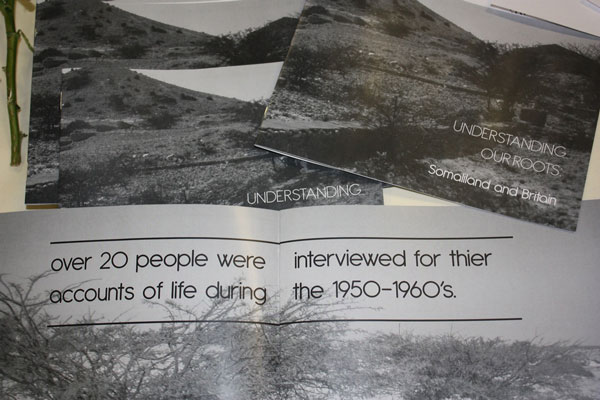 UNDERSTANDING
OUR ROOTS
Somaliland and Britain
UNDERSTANDING
over 20 people were interviewed for thier
accounts of life during the 1950-1960's.